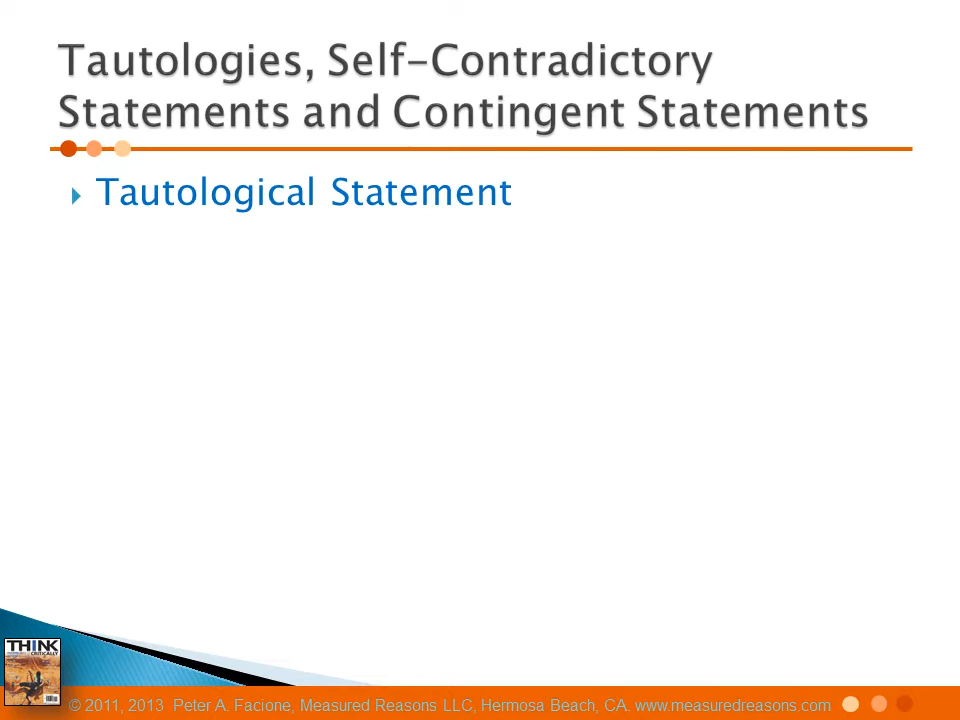 Tautologies, Self-Contradictory
Statements and Contingent Statements
Tautological Statement
THINK
CRITICALLY
© 2011, 2013 Peter A. Facione, Measured Reasons LLC, Hermosa Beach, CA. www.measuredreasons.com